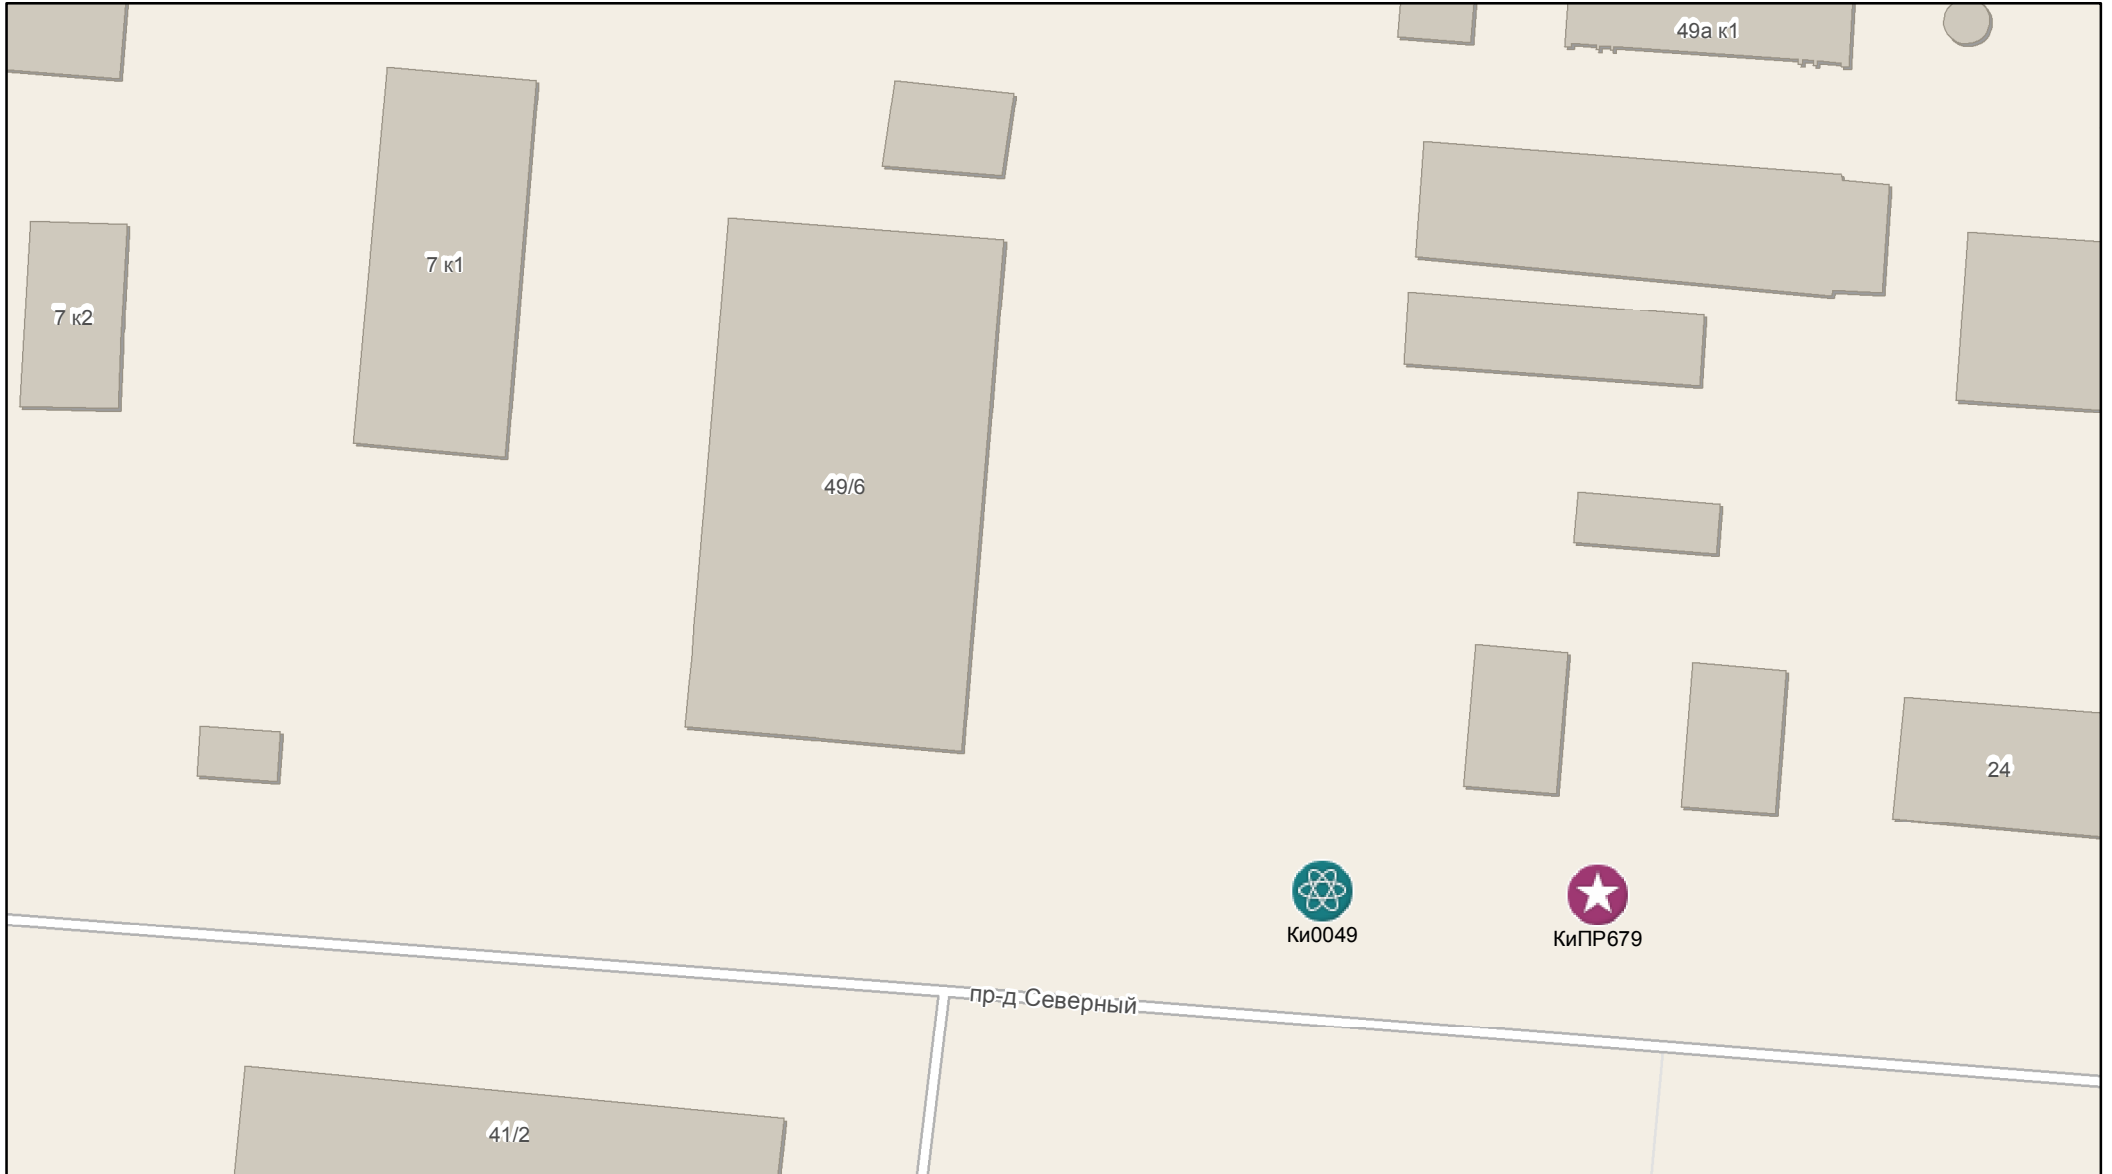 49а к1
7 к1
7 к2
49/6
24
Ки0049
КиПР679
пр-д Северный
41/2